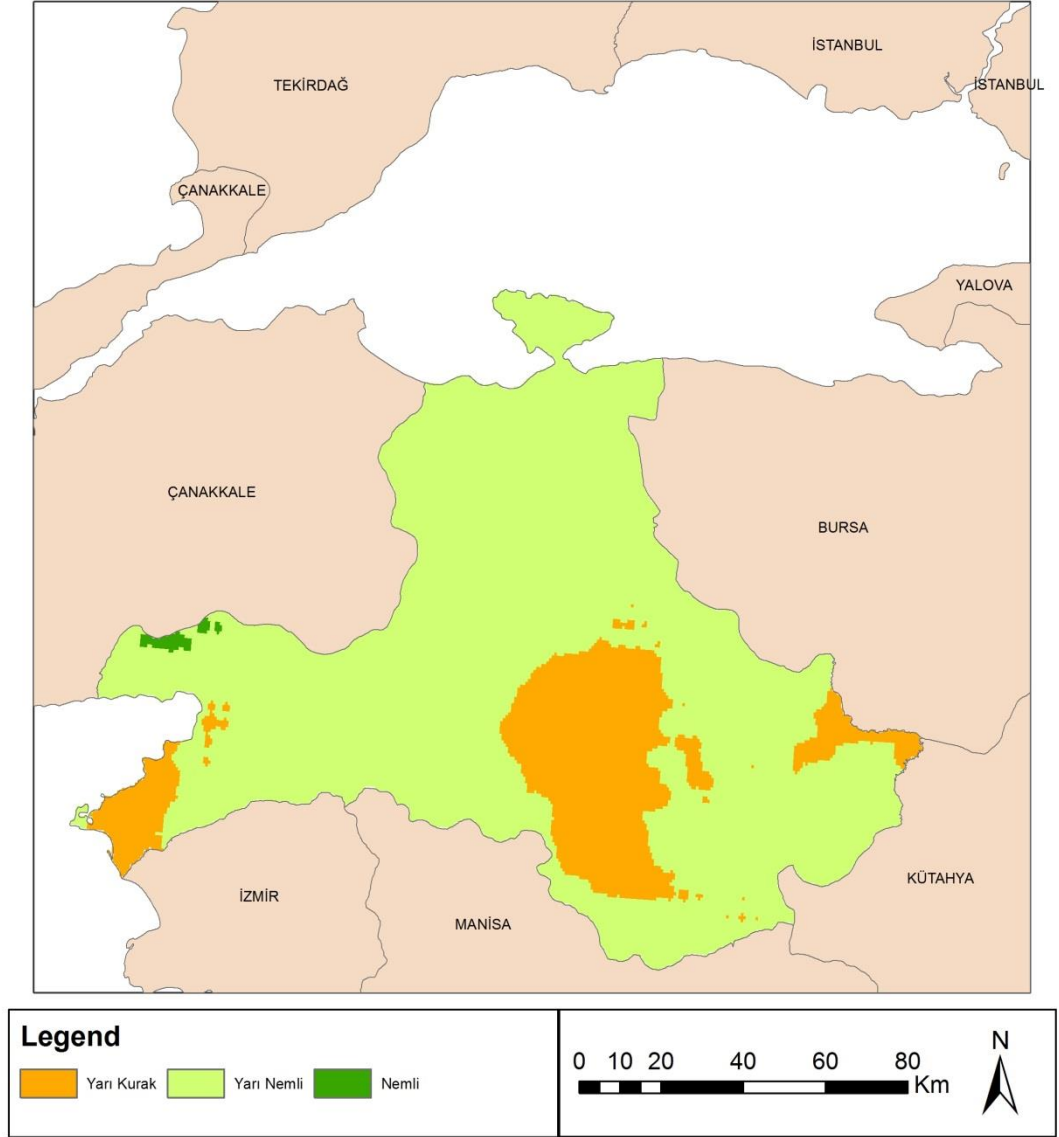 İSTANBUL
TEKİRDAĞ
İSTANBUL
ÇANAKKALE
YALOVA
ÇANAKKALE
BURSA
KÜTAHYA
İZMİR
MANİSA
Legend
Yarı Kurak
Yarı Nemli
Nemli
0 10 20 40 60 80
Km
N